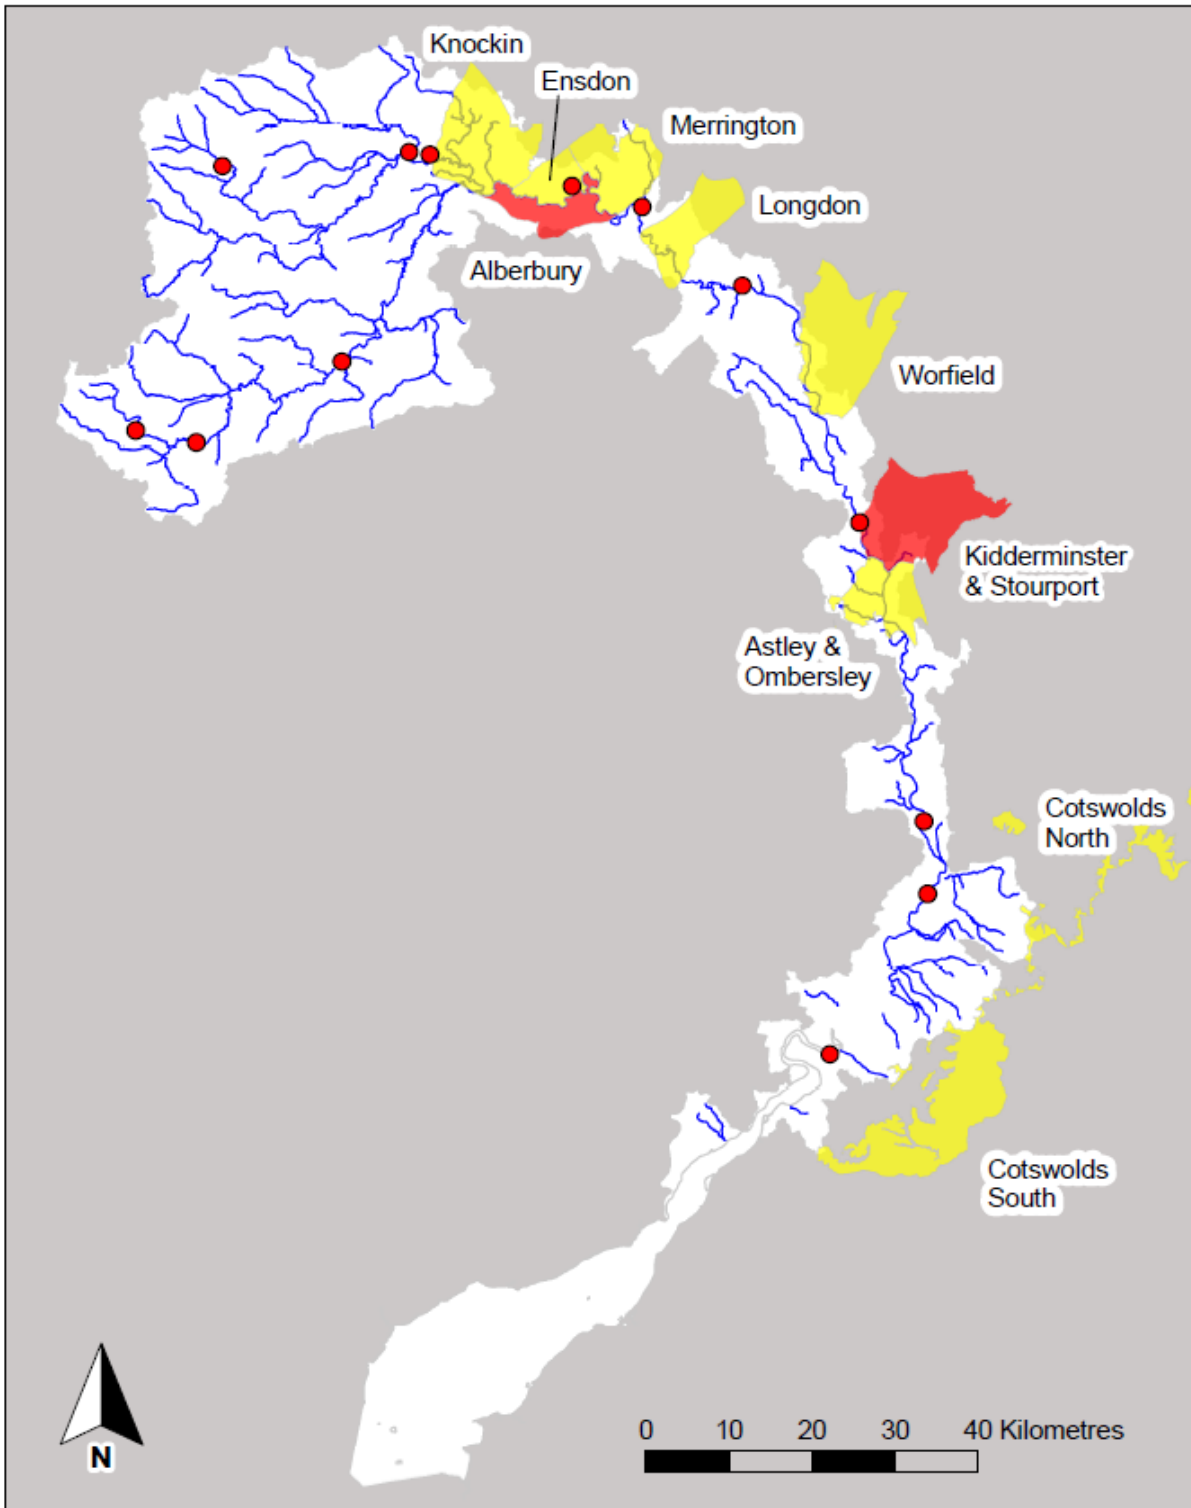 Knockin
Ensdon
Merrington
Longdon
Alberbury
Worfield
Kidderminster
& Stourport
Astley &
Ombersley
Cotswolds
North
Cotswolds
South
0 10 20 30 40 Kilometres
N